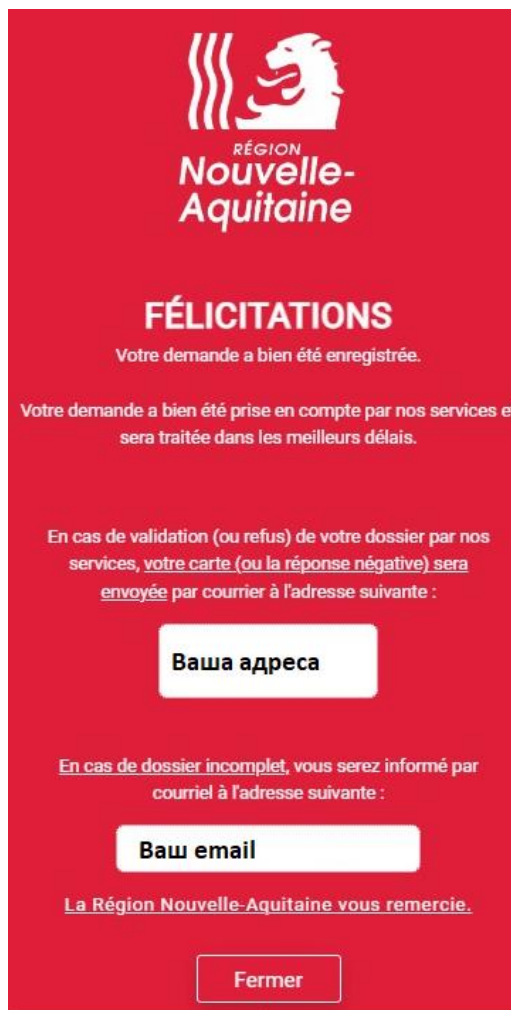 RÉGION
Nouvelle-
Aquitaine
FÉLICITATIONS
Votre demande a bien été enregistrée.
Votre demande a bien été prise en compte par nos services et
sera traitée dans les meilleurs délais.
En cas de validation (ou refus) de votre dossier par nos
services, votre carte (ou la réponse négative) sera
envoyée par courrier à l'adresse suivante :
Ваша адреса
En cas de dossier incomplet, vous serez informé par
courriel à l'adresse suivante :
Ваш email
La Région Nouvelle-Aquitaine vous remercie.
Fermer